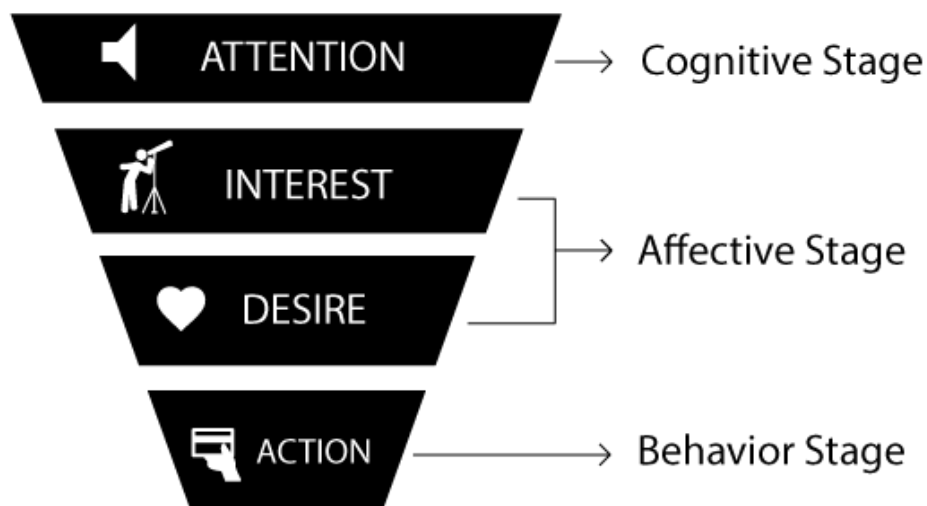 ATTENTION
Cognitive Stage
INTEREST
Affective Stage
DESIRE
ACTION
Behavior Stage